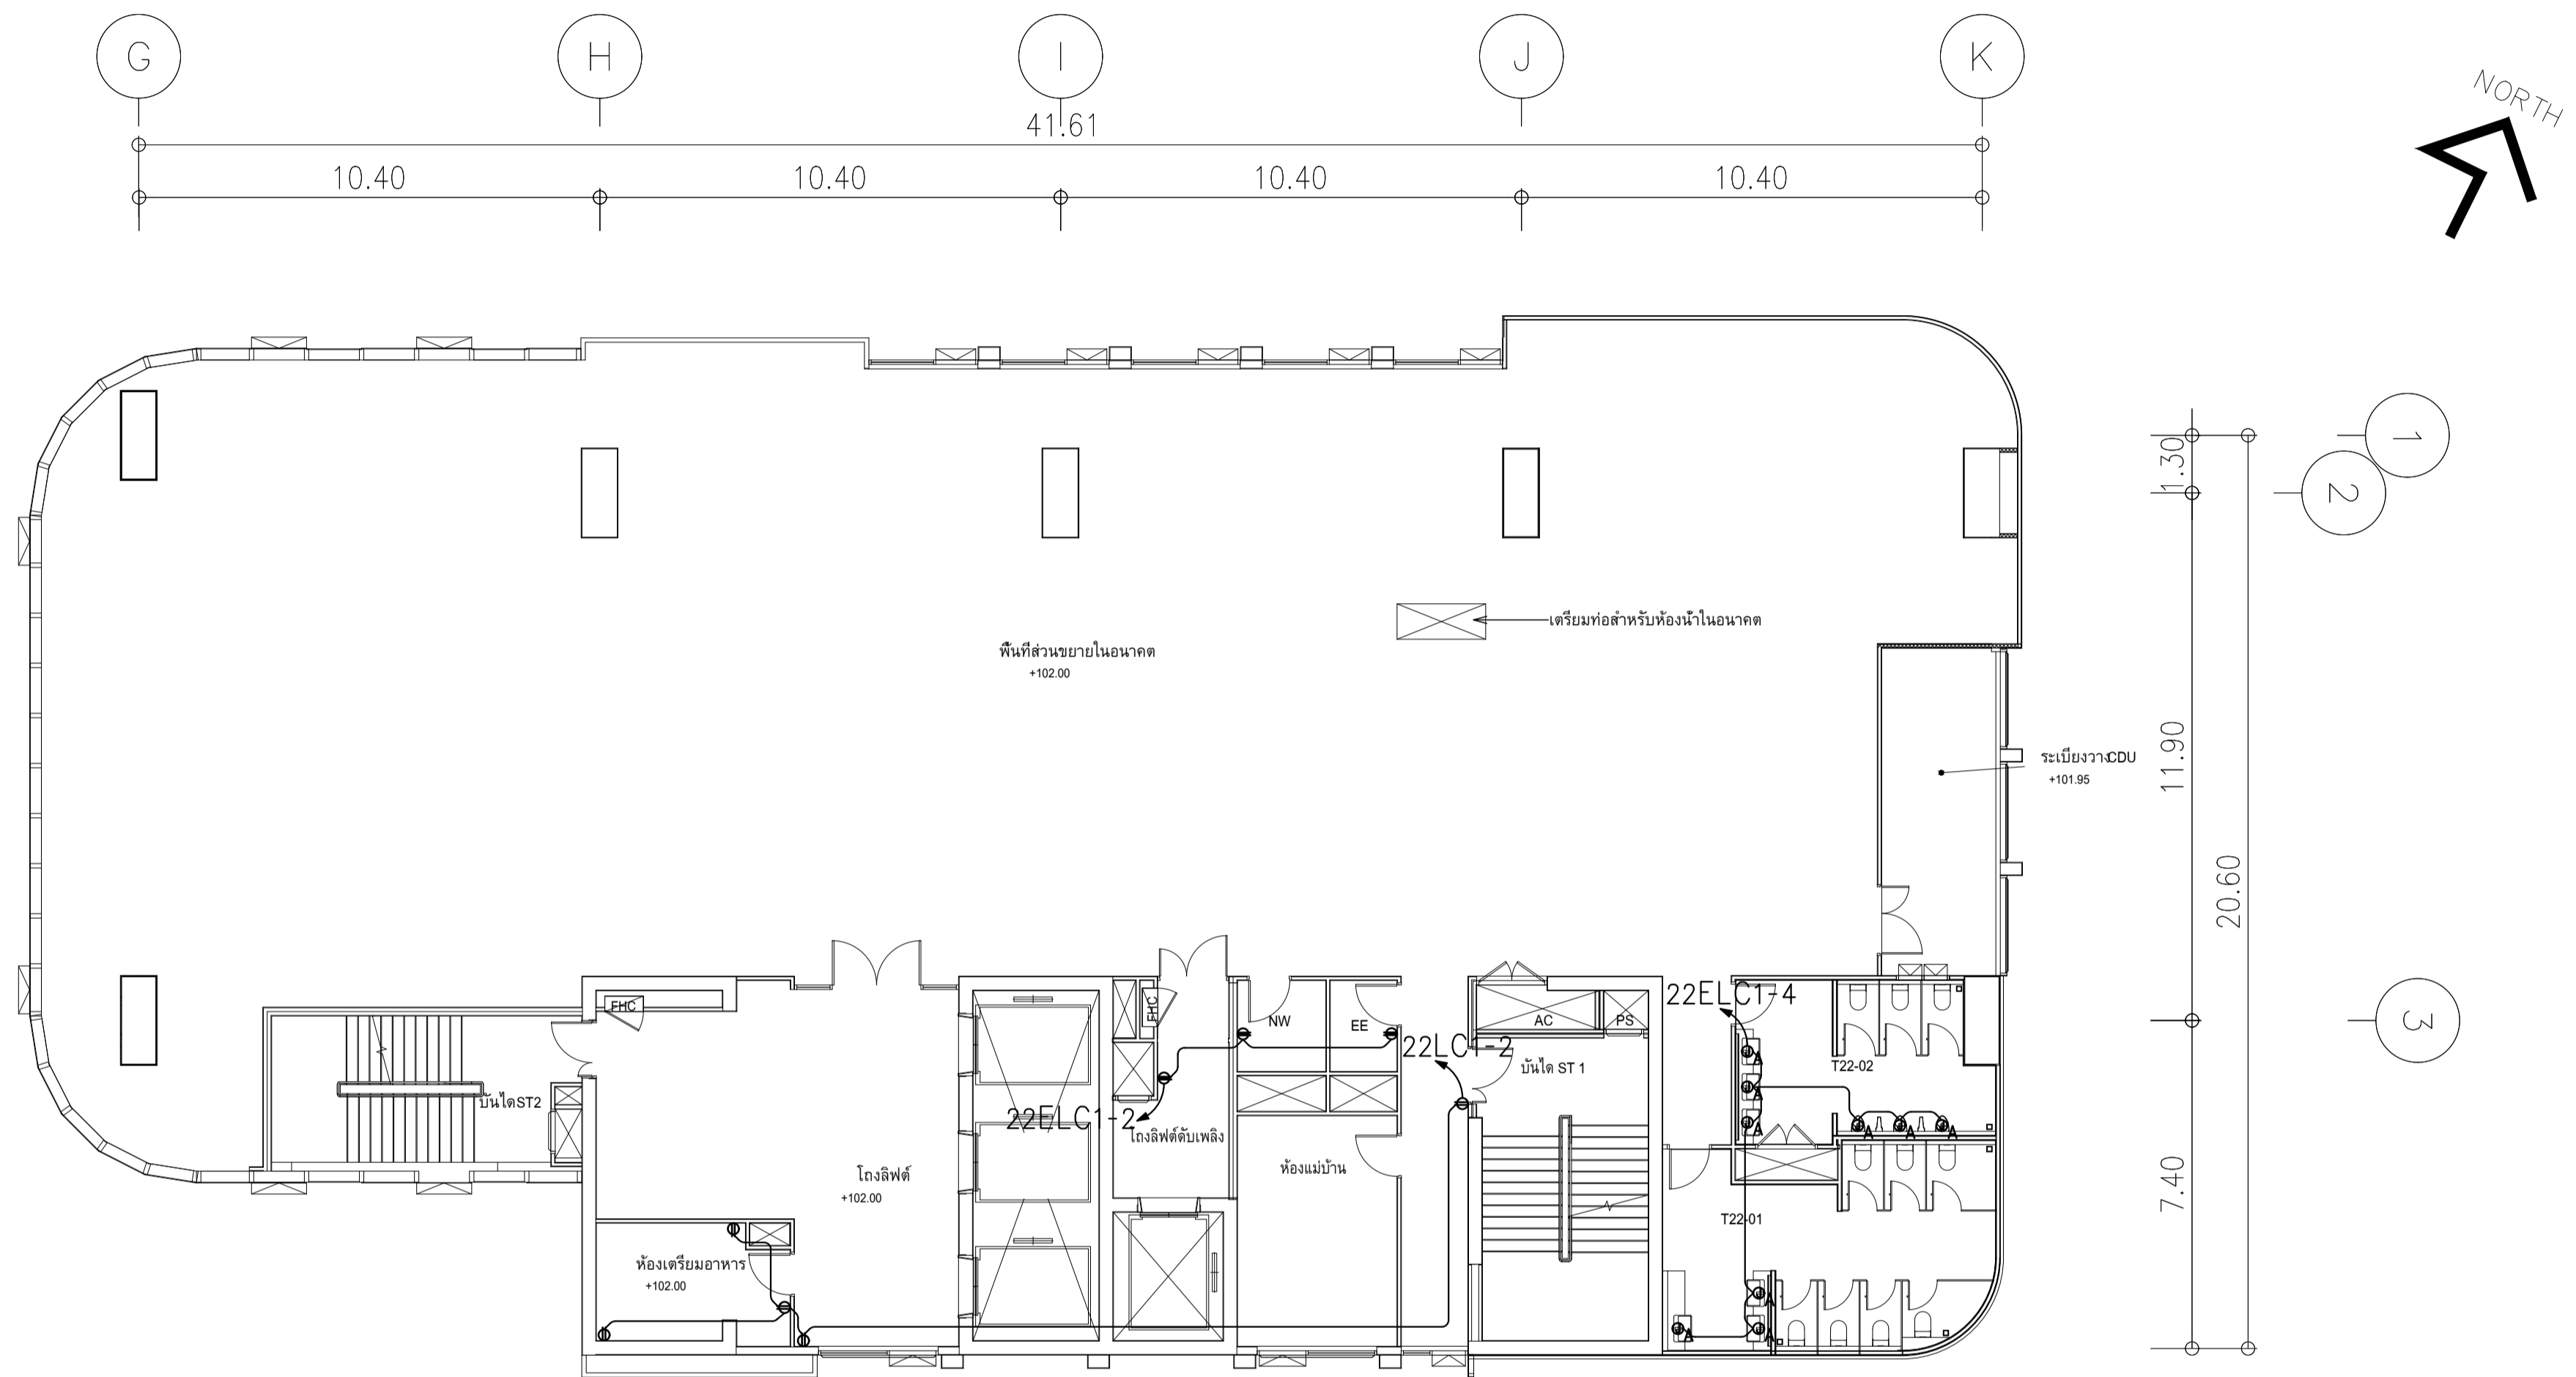 G
H
I
J
K
NORTH
41.61
10.40
10.40
10.40
10.40
1
2
1.30
เตรียมท่อสำหรับห้องน้ำในอนาคต
พื้นที่ส่วนขยายในอนาคต
+102.00
ระเบียงวางCDU
+101.95
11.90
20.60
3
7.40
FHC
FHC
NW
EE
AC
PS
22ELC1-4
22LC1-2
บันได ST 1
T22-02
A
A
A
A
A
A
บันไดST2
22ELC1-2
โถงลิฟต์ดับเพลิง
ห้องแม่บ้าน
โถงลิฟต์
+102.00
T22-01
ห้องเตรียมอาหาร
+102.00
A
A
A